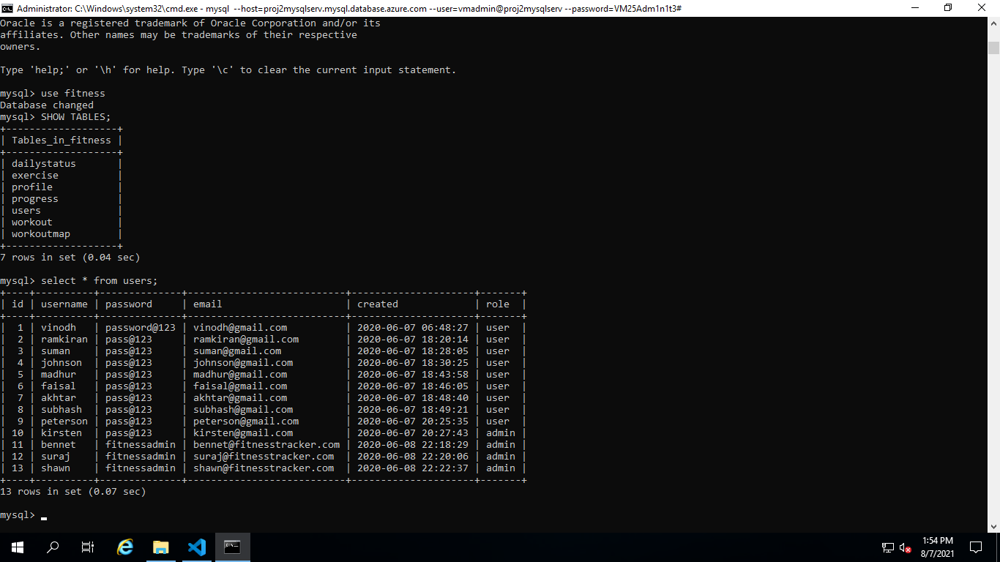 Administrator: C:\Windows\system32\cmd.exe - mysql  --host=proj2mysqlserv.mysql.database.azure.com --user=vmadmin@proj2mysqlserv --password=VM25Adm1n1t3#
Oracle is a registered trademark of Oracle Corporation and/or its
affiliates. Other names may be trademarks of their respective
owners.
Type 'help;' or '\h' for help. Type '\c' to clear the current input statement.
mysql> use fitness
Database changed
mysql> SHOW TABLES;
+-------------------+
| Tables_in_fitness |
+-------------------+
| dailystatus       |
| exercise          |
| profile           |
| progress          |
| users             |
| workout           |
| workoutmap        |
+-------------------+
7 rows in set (0.04 sec)
mysql> select * from users;
+----+----------+--------------+---------------------------+---------------------+-------+
| id | username | password     | email                     | created             | role  |
+----+----------+--------------+---------------------------+---------------------+-------+
|  1 | vinodh   | password@123 | vinodh@gmail.com          | 2020-06-07 06:48:27 | user  |
|  2 | ramkiran | pass@123     | ramkiran@gmail.com        | 2020-06-07 18:20:14 | user  |
|  3 | suman    | pass@123     | suman@gmail.com           | 2020-06-07 18:28:05 | user  |
|  4 | johnson  | pass@123     | johnson@gmail.com         | 2020-06-07 18:30:25 | user  |
|  5 | madhur   | pass@123     | madhur@gmail.com          | 2020-06-07 18:43:58 | user  |
|  6 | faisal   | pass@123     | faisal@gmail.com          | 2020-06-07 18:46:05 | user  |
|  7 | akhtar   | pass@123     | akhtar@gmail.com          | 2020-06-07 18:48:40 | user  |
|  8 | subhash  | pass@123     | subhash@gmail.com         | 2020-06-07 18:49:21 | user  |
|  9 | peterson | pass@123     | peterson@gmail.com        | 2020-06-07 20:25:35 | user  |
| 10 | kirsten  | pass@123     | kirsten@gmail.com         | 2020-06-07 20:27:43 | admin |
| 11 | bennet   | fitnessadmin | bennet@fitnesstracker.com | 2020-06-08 22:18:29 | admin |
| 12 | suraj    | fitnessadmin | suraj@fitnesstracker.com  | 2020-06-08 22:20:06 | admin |
| 13 | shawn    | fitnessadmin | shawn@fitnesstracker.com  | 2020-06-08 22:22:37 | admin |
+----+----------+--------------+---------------------------+---------------------+-------+
13 rows in set (0.07 sec)
mysql>
1:54 PM
8/7/2021